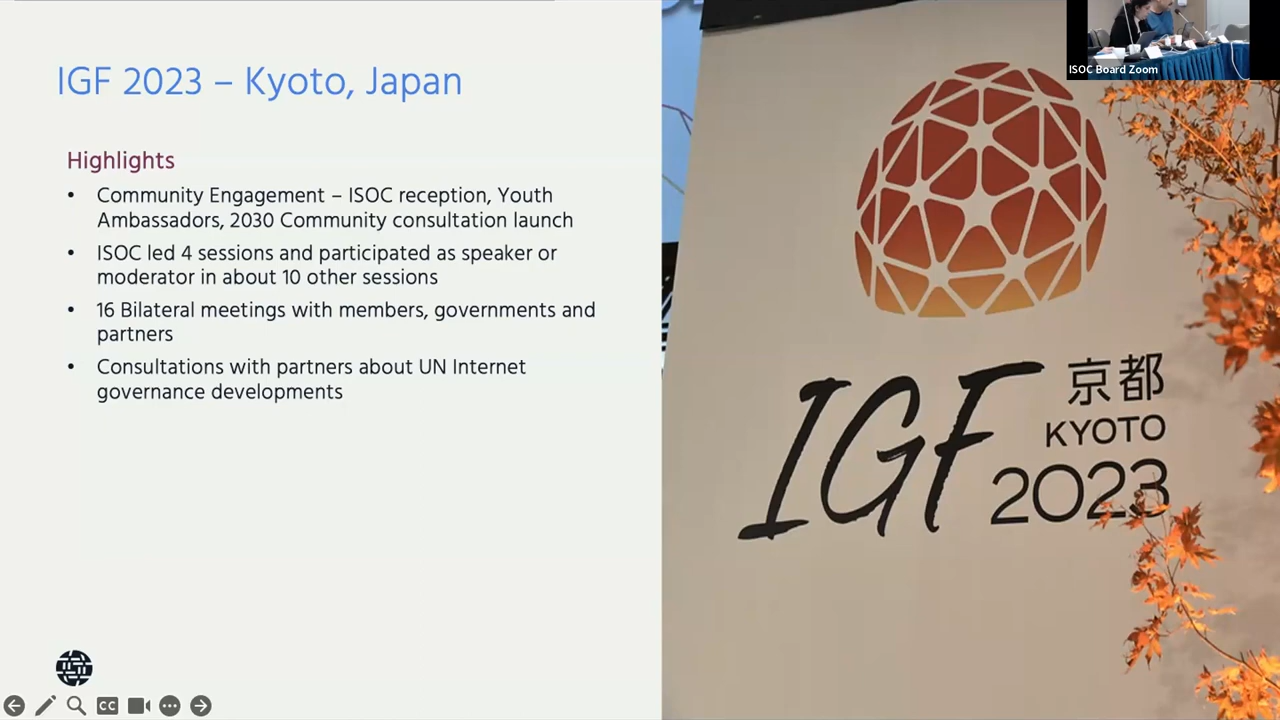 IGF 2023 – Kyoto, Japan
Highlights
• Community Engagement – ISOC reception, Youth
Ambassadors, 2030 Community consultation launch
• ISOC led 4 sessions and participated as speaker or
moderator in about 10 other sessions
• 16 Bilateral meetings with members, governments and
partners
• Consultations with partners about UN Internet
governance developments
CC
ISOC Board Zoom
IGF
京都
KYOTO
2023